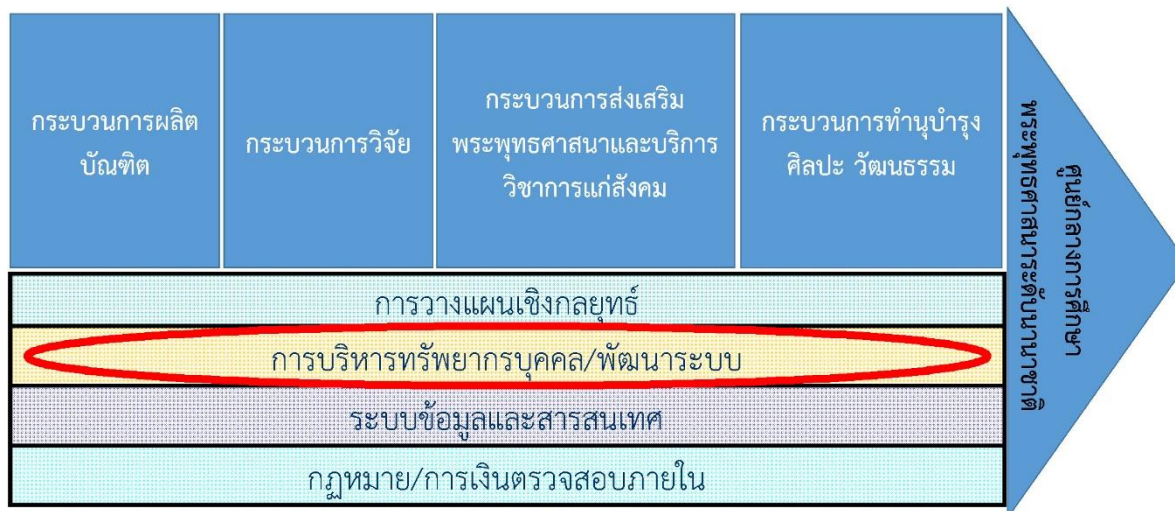 กระบวนการผลิต
บัณฑิต
กระบวนการวิจัย
กระบวนการส่งเสริม
พระพุทธศาสนาและบริการ
วิชาการแก่สังคม
กระบวนการทำนุบำรุง
ศิลปะ วัฒนธรรม
ศูนย์กลางการศึกษา
พระพุทธศาสนาระดับนานาชาติ
การวางแผนเชิงกลยุทธ์
การบริหารทรัพยากรบุคคล/พัฒนาระบบ
ระบบข้อมูลและสารสนเทศ
กฎหมาย/การเงินตรวจสอบภายใน